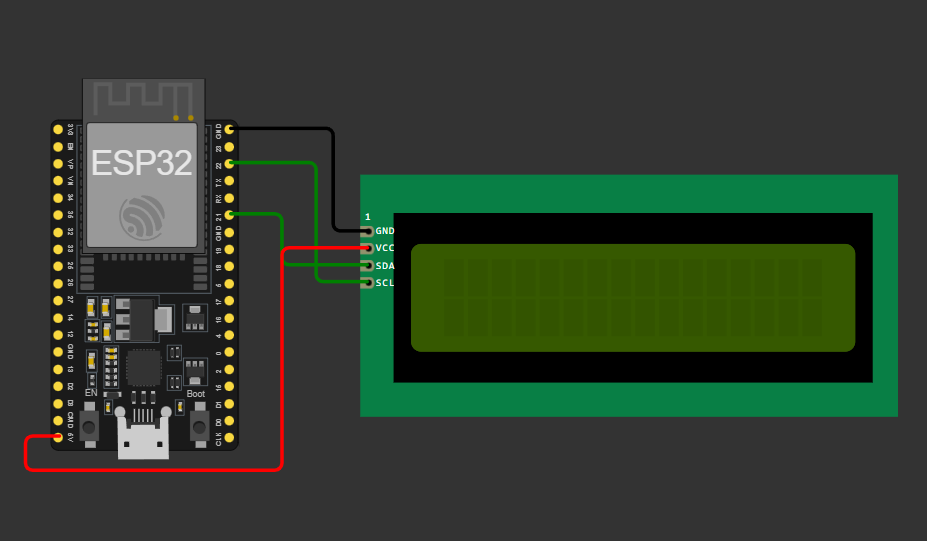 ESP32
3V3
EN
VP
VN
34
35
32
33
25
26
27
14
12
GND
13
D2
D3
CMD
5V
GND
23
22
TX
RX
21
GND
19
18
5
17
16
4
0
2
15
D1
D0
CLK
EN
Boot
1
GND
VCC
SDA
SCL